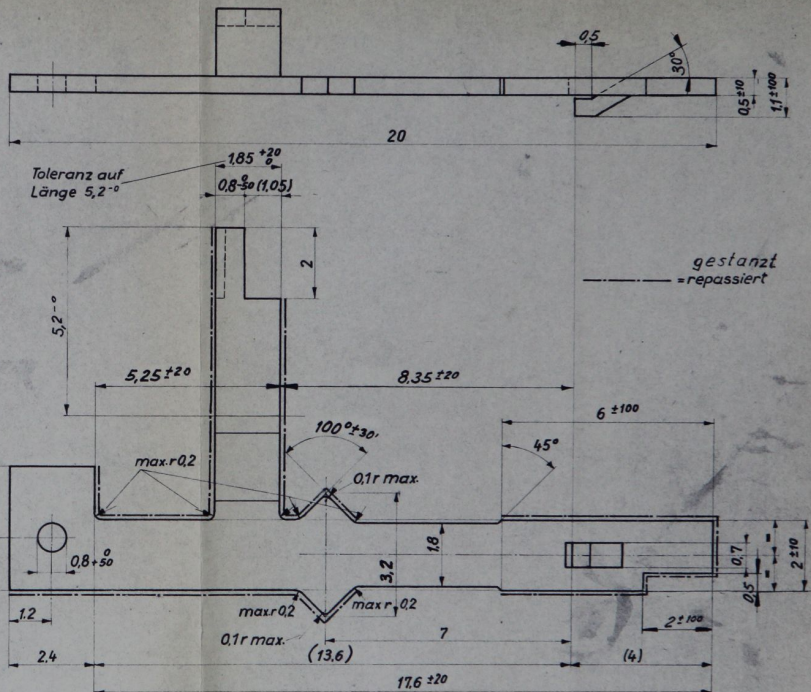 0,5
30°
0,5 ±10
1,1 ±100
20
Toleranz auf
Länge 5,2 -0
1,85 +20 0
0,8 0 -50 (1,05)
2
5,2 -0
gestanzt
= repassiert
5,25 ±20
8,35 ±20
6 ±100
100° ±30'
45°
max. r 0,2
0,1 r max.
0,8 0 +50
1,8
3,2
0,7
0,5
2 ±10
=
=
1.2
max. r 0,2
max r 0,2
0,1 r max.
7
2 ±100
2,4
(13,6)
(4)
17,6 ±20